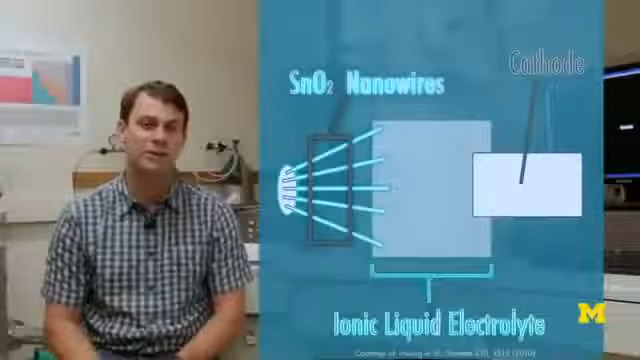 SnO₂ Nanowires
Cathode
Ionic Liquid Electrolyte
M